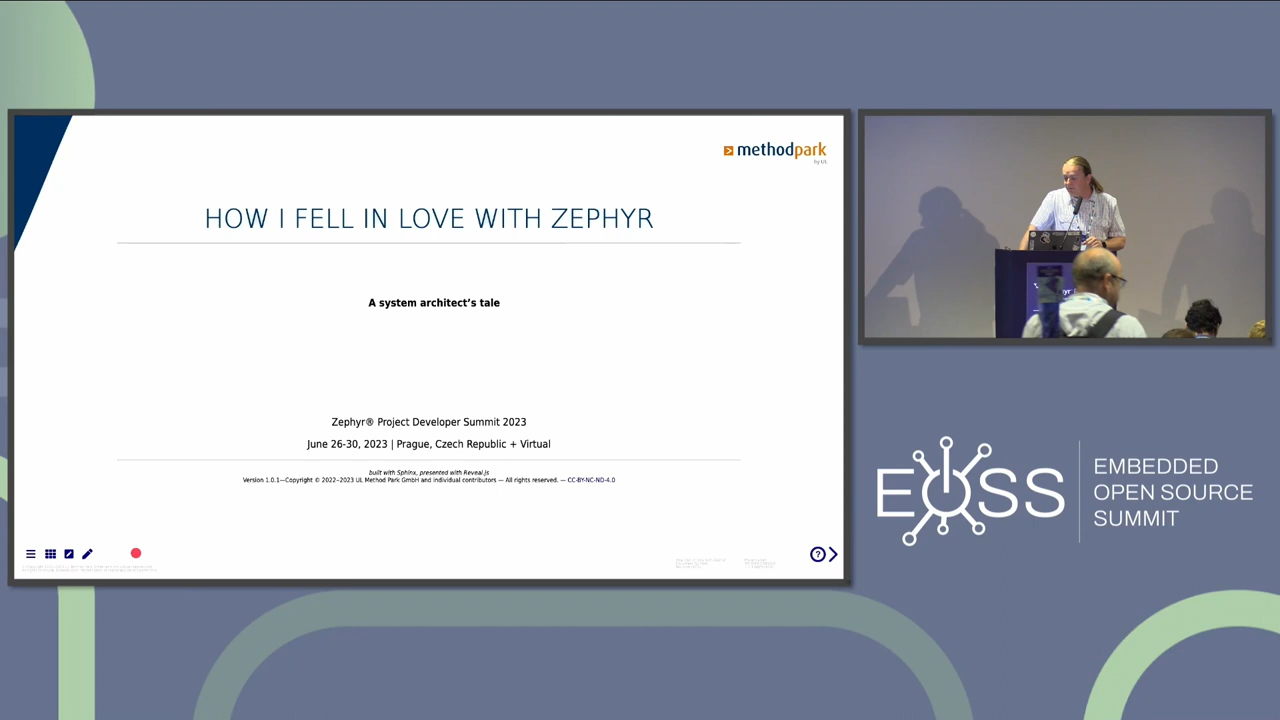 methodpark
by UL
HOW I FELL IN LOVE WITH ZEPHYR
A system architect's tale
Zephyr® Project Developer Summit 2023
June 26-30, 2023 | Prague, Czech Republic + Virtual
built with Sphinx, presented with Reveal.js
Version 1.0.1—Copyright © 2022–2023 UL Method Park GmbH and individual contributors — All rights reserved. — CC-BY-NC-ND-4.0
?
EOSS
EMBEDDED
OPEN SOURCE
SUMMIT